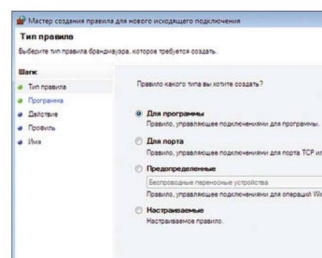 Мастер создания правила для нового исходящего подключения
Тип правила
Выберите тип правила брандмауэра, которое требуется создать.
Шаги:
Тип правила
Программа
Действие
Профиль
Имя
Правило какого типа вы хотите создать?
Для программы
Правило, управляющее подключениями для программы.
Для порта
Правило, управляющее подключениями для порта TCP ил
Предопределенные
Беспроводные переносные устройства
Правило, управляющее подключениями для операций Wi
Настраиваемые
Настраиваемое правило.